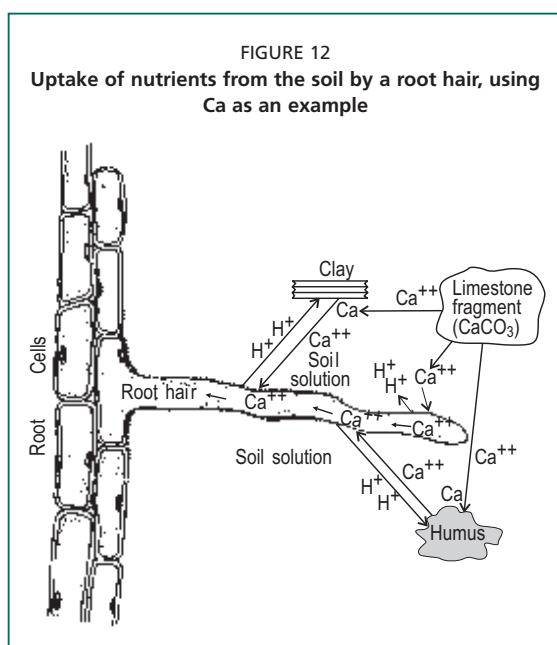 FIGURE 12
Uptake of nutrients from the soil by a root hair, using
Ca as an example
Clay
Ca
Ca++
Limestone
fragment
(CaCO3)
H+
H+
Ca++
Soil
solution
H+
H+
Ca++
Cells
Root
Root hair
Ca++
Ca++
Ca++
Soil solution
H+
H+
Ca++
Ca++
Ca
Humus